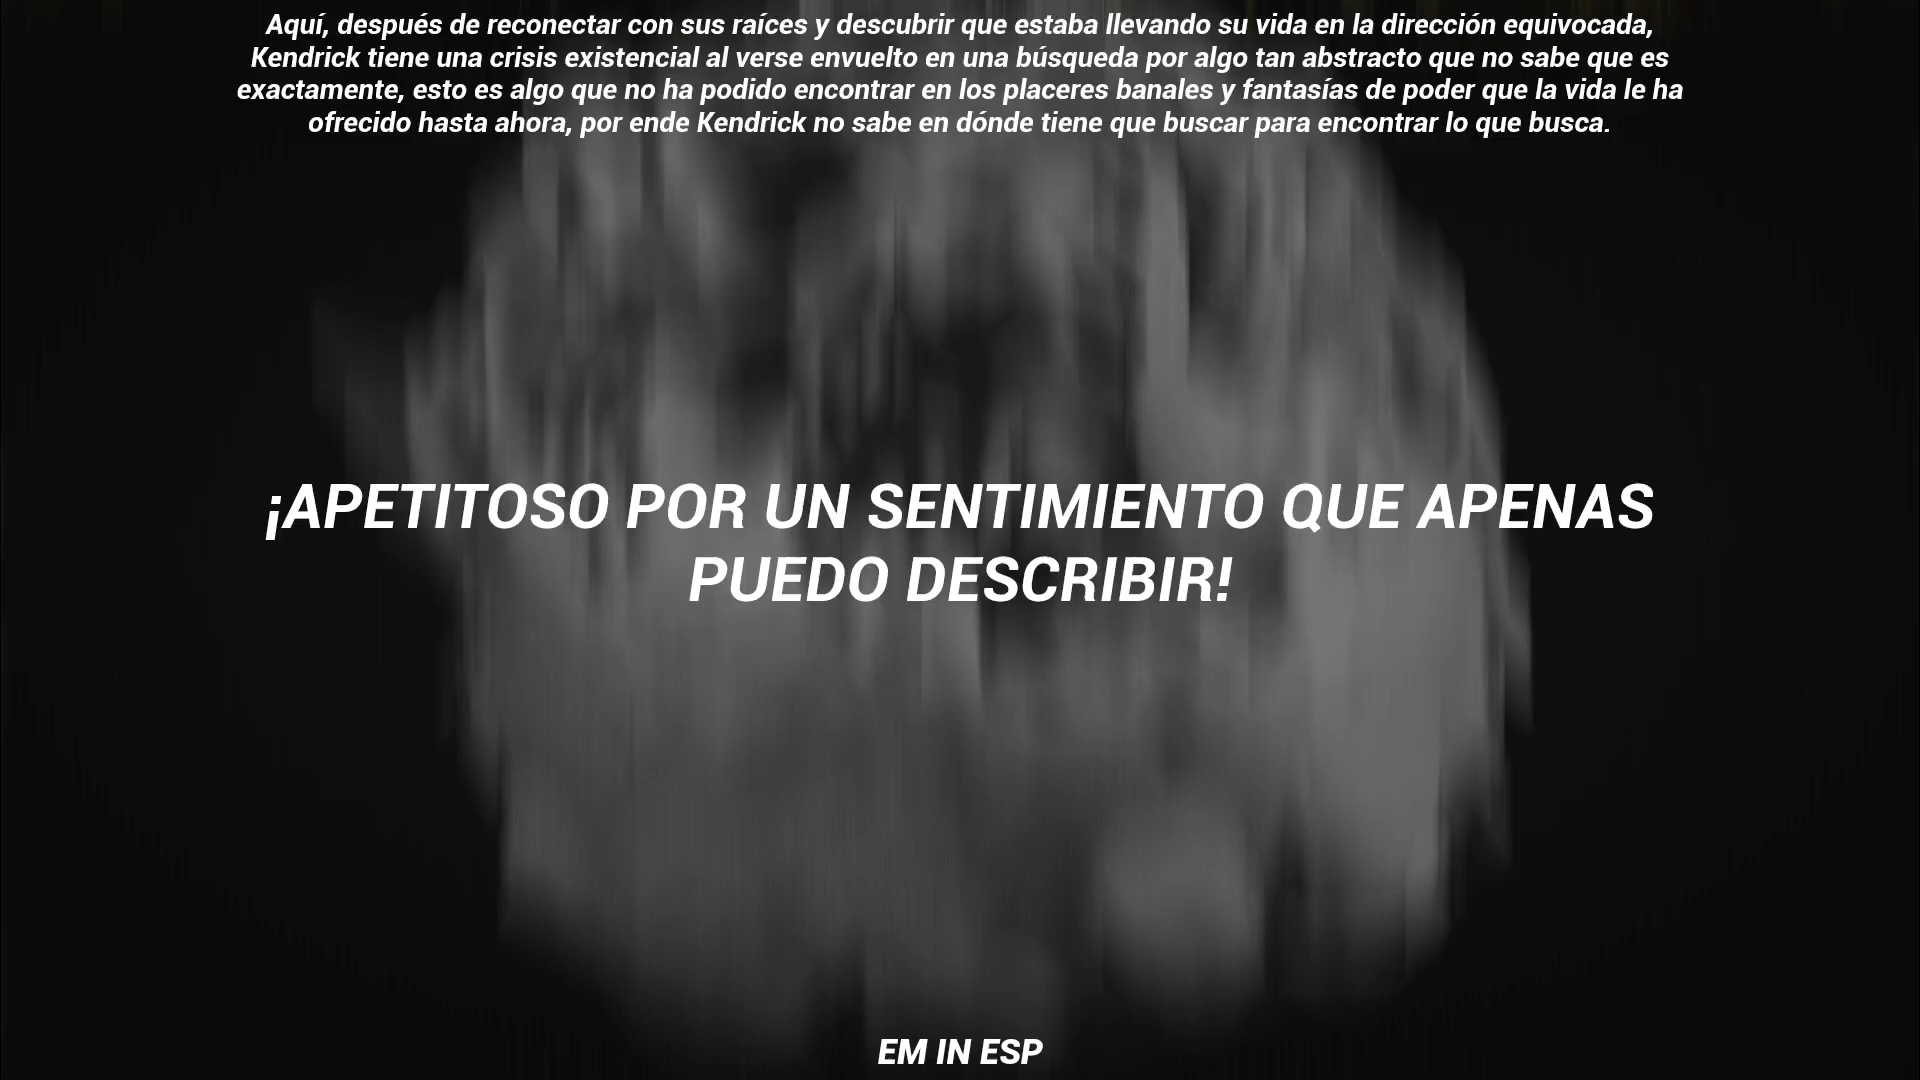 Aquí, después de reconectar con sus raíces y descubrir que estaba llevando su vida en la dirección equivocada,
Kendrick tiene una crisis existencial al verse envuelto en una búsqueda por algo tan abstracto que no sabe que es
exactamente, esto es algo que no ha podido encontrar en los placeres banales y fantasías de poder que la vida le ha
ofrecido hasta ahora, por ende Kendrick no sabe en dónde tiene que buscar para encontrar lo que busca.
¡APETITOSO POR UN SENTIMIENTO QUE APENAS
PUEDO DESCRIBIR!
EM IN ESP